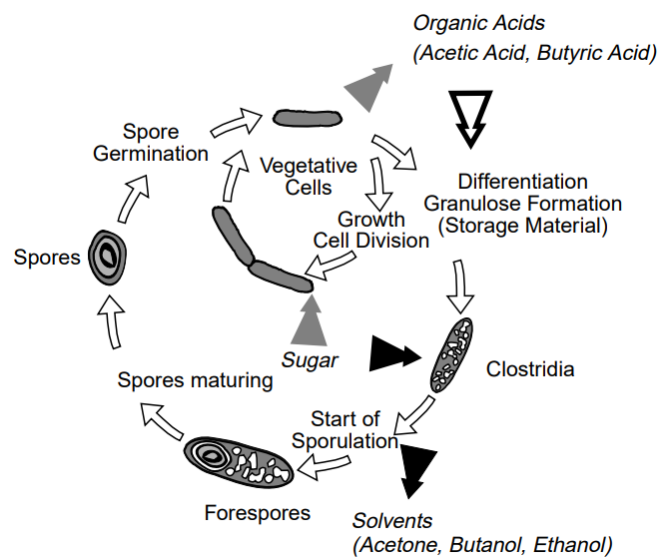 Organic Acids
(Acetic Acid, Butyric Acid)
Spore
Germination
Vegetative
Cells
Differentiation
Granulose Formation
(Storage Material)
Growth
Cell Division
Spores
Sugar
Clostridia
Spores maturing
Start of
Sporulation
Forespores
Solvents
(Acetone, Butanol, Ethanol)